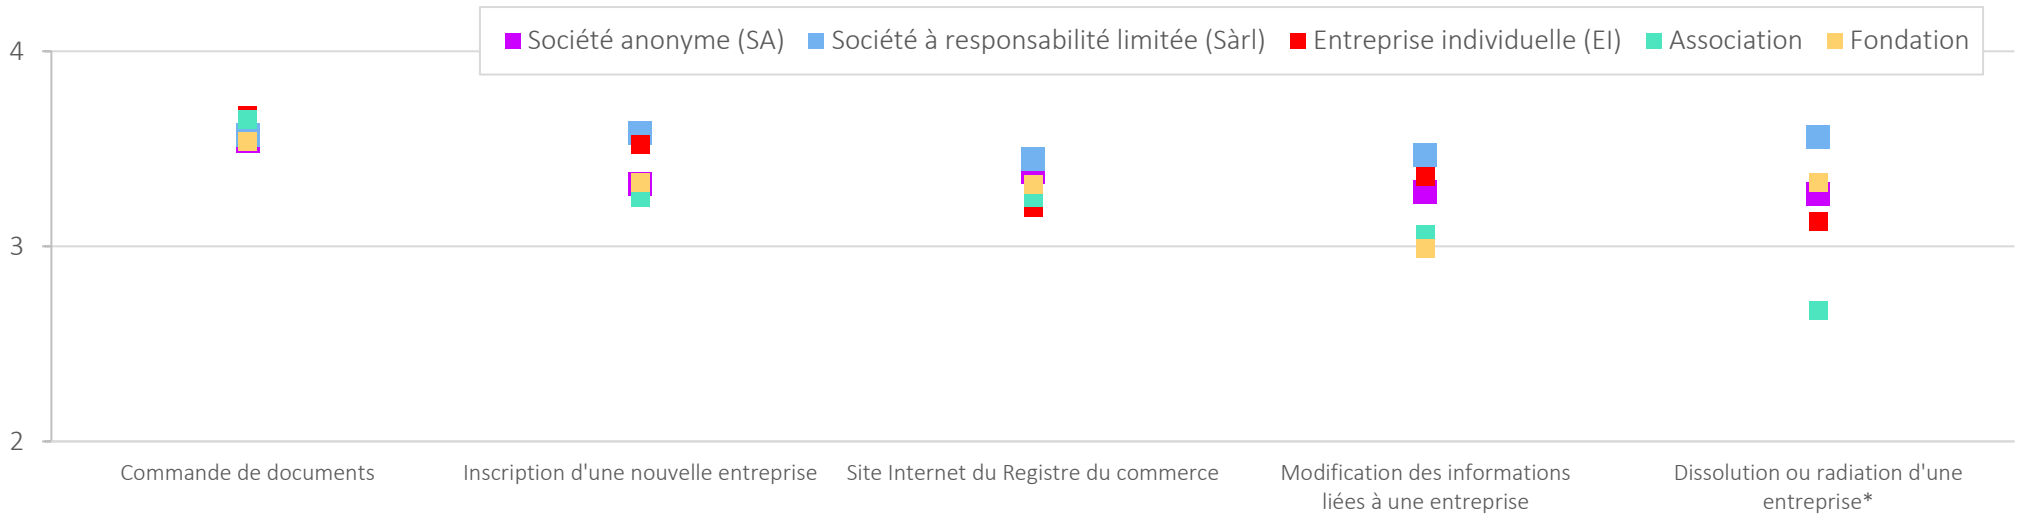 Société anonyme (SA) Société à responsabilité limitée (Sàrl) Entreprise individuelle (EI) Association Fondation
4
3
2
Commande de documents
Inscription d'une nouvelle entreprise
Site Internet du Registre du commerce
Modification des informations
liées à une entreprise
Dissolution ou radiation d'une
entreprise*